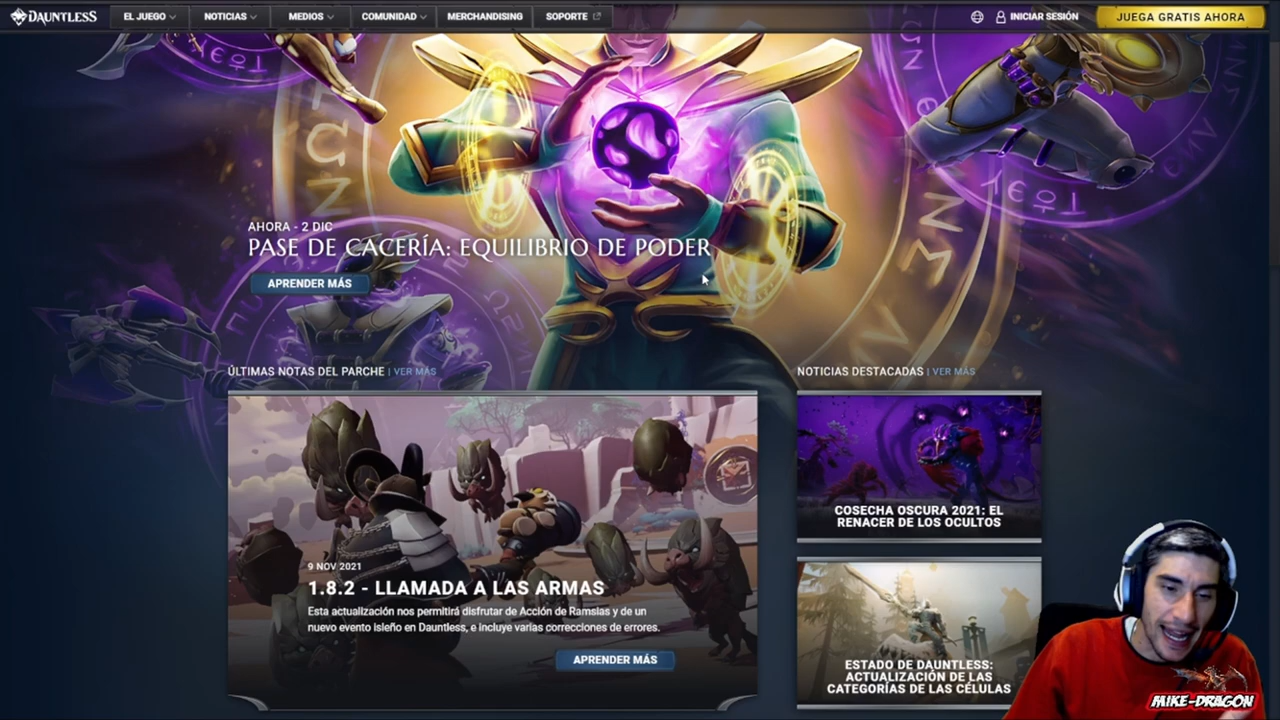 DAUNTLESS
EL JUEGO
NOTICIAS
MEDIOS
COMUNIDAD
MERCHANDISING
SOPORTE
INICIAR SESIÓN
JUEGA GRATIS AHORA
AHORA - 2 DIC
PASE DE CACERÍA: EQUILIBRIO DE PODER
APRENDER MÁS
ÚLTIMAS NOTAS DEL PARCHE | VER MÁS
NOTICIAS DESTACADAS | VER MÁS
9 NOV 2021
1.8.2 - LLAMADA A LAS ARMAS
Esta actualización nos permitirá disfrutar de Acción de Ramsias y de un
nuevo evento isleño en Dauntless, e incluye varias correcciones de errores.
APRENDER MÁS
COSECHA OSCURA 2021: EL
RENACER DE LOS OCULTOS
ESTADO DE DAUNTLESS:
ACTUALIZACIÓN DE LAS
CATEGORÍAS DE LAS CÉLULAS
MIKE-DRAGON